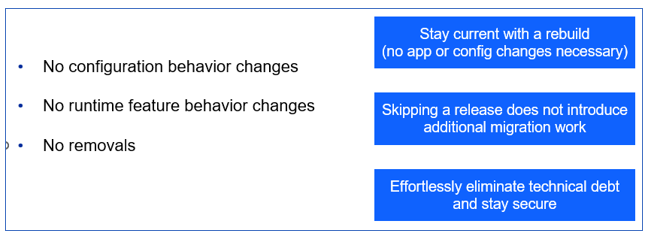 • No configuration behavior changes
• No runtime feature behavior changes
• No removals
Stay current with a rebuild
(no app or config changes necessary)
Skipping a release does not introduce
additional migration work
Effortlessly eliminate technical debt
and stay secure